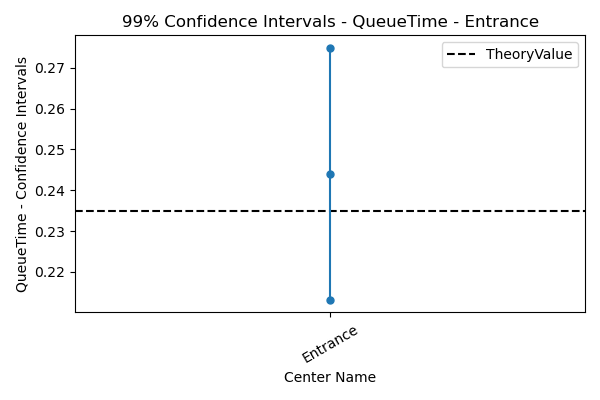 99% Confidence Intervals - QueueTime - Entrance
TheoryValue
QueueTime - Confidence Intervals
0.27
0.26
0.25
0.24
0.23
0.22
Entrance
Center Name